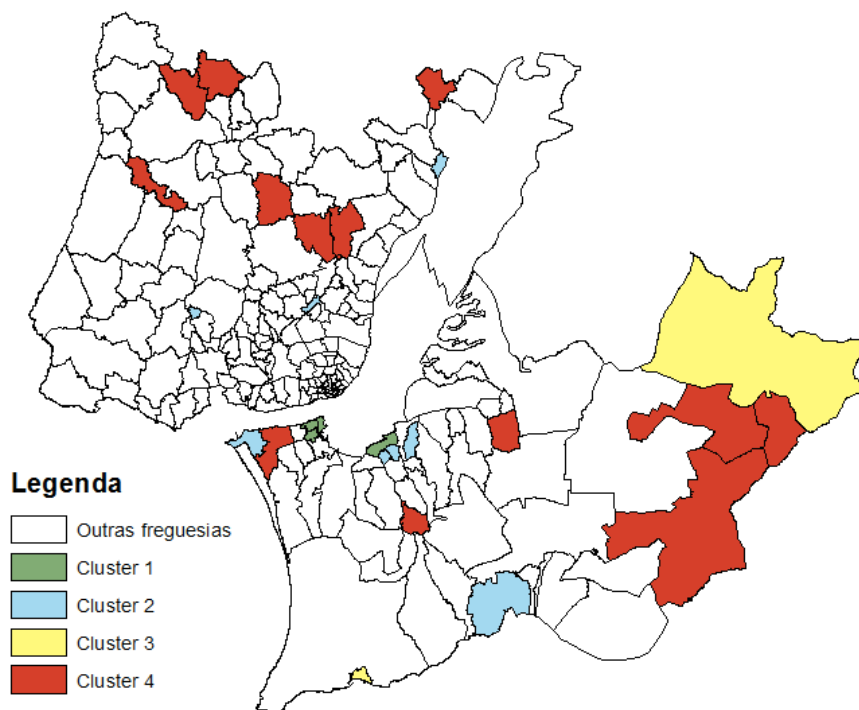 Legenda
Outras freguesias
Cluster 1
Cluster 2
Cluster 3
Cluster 4